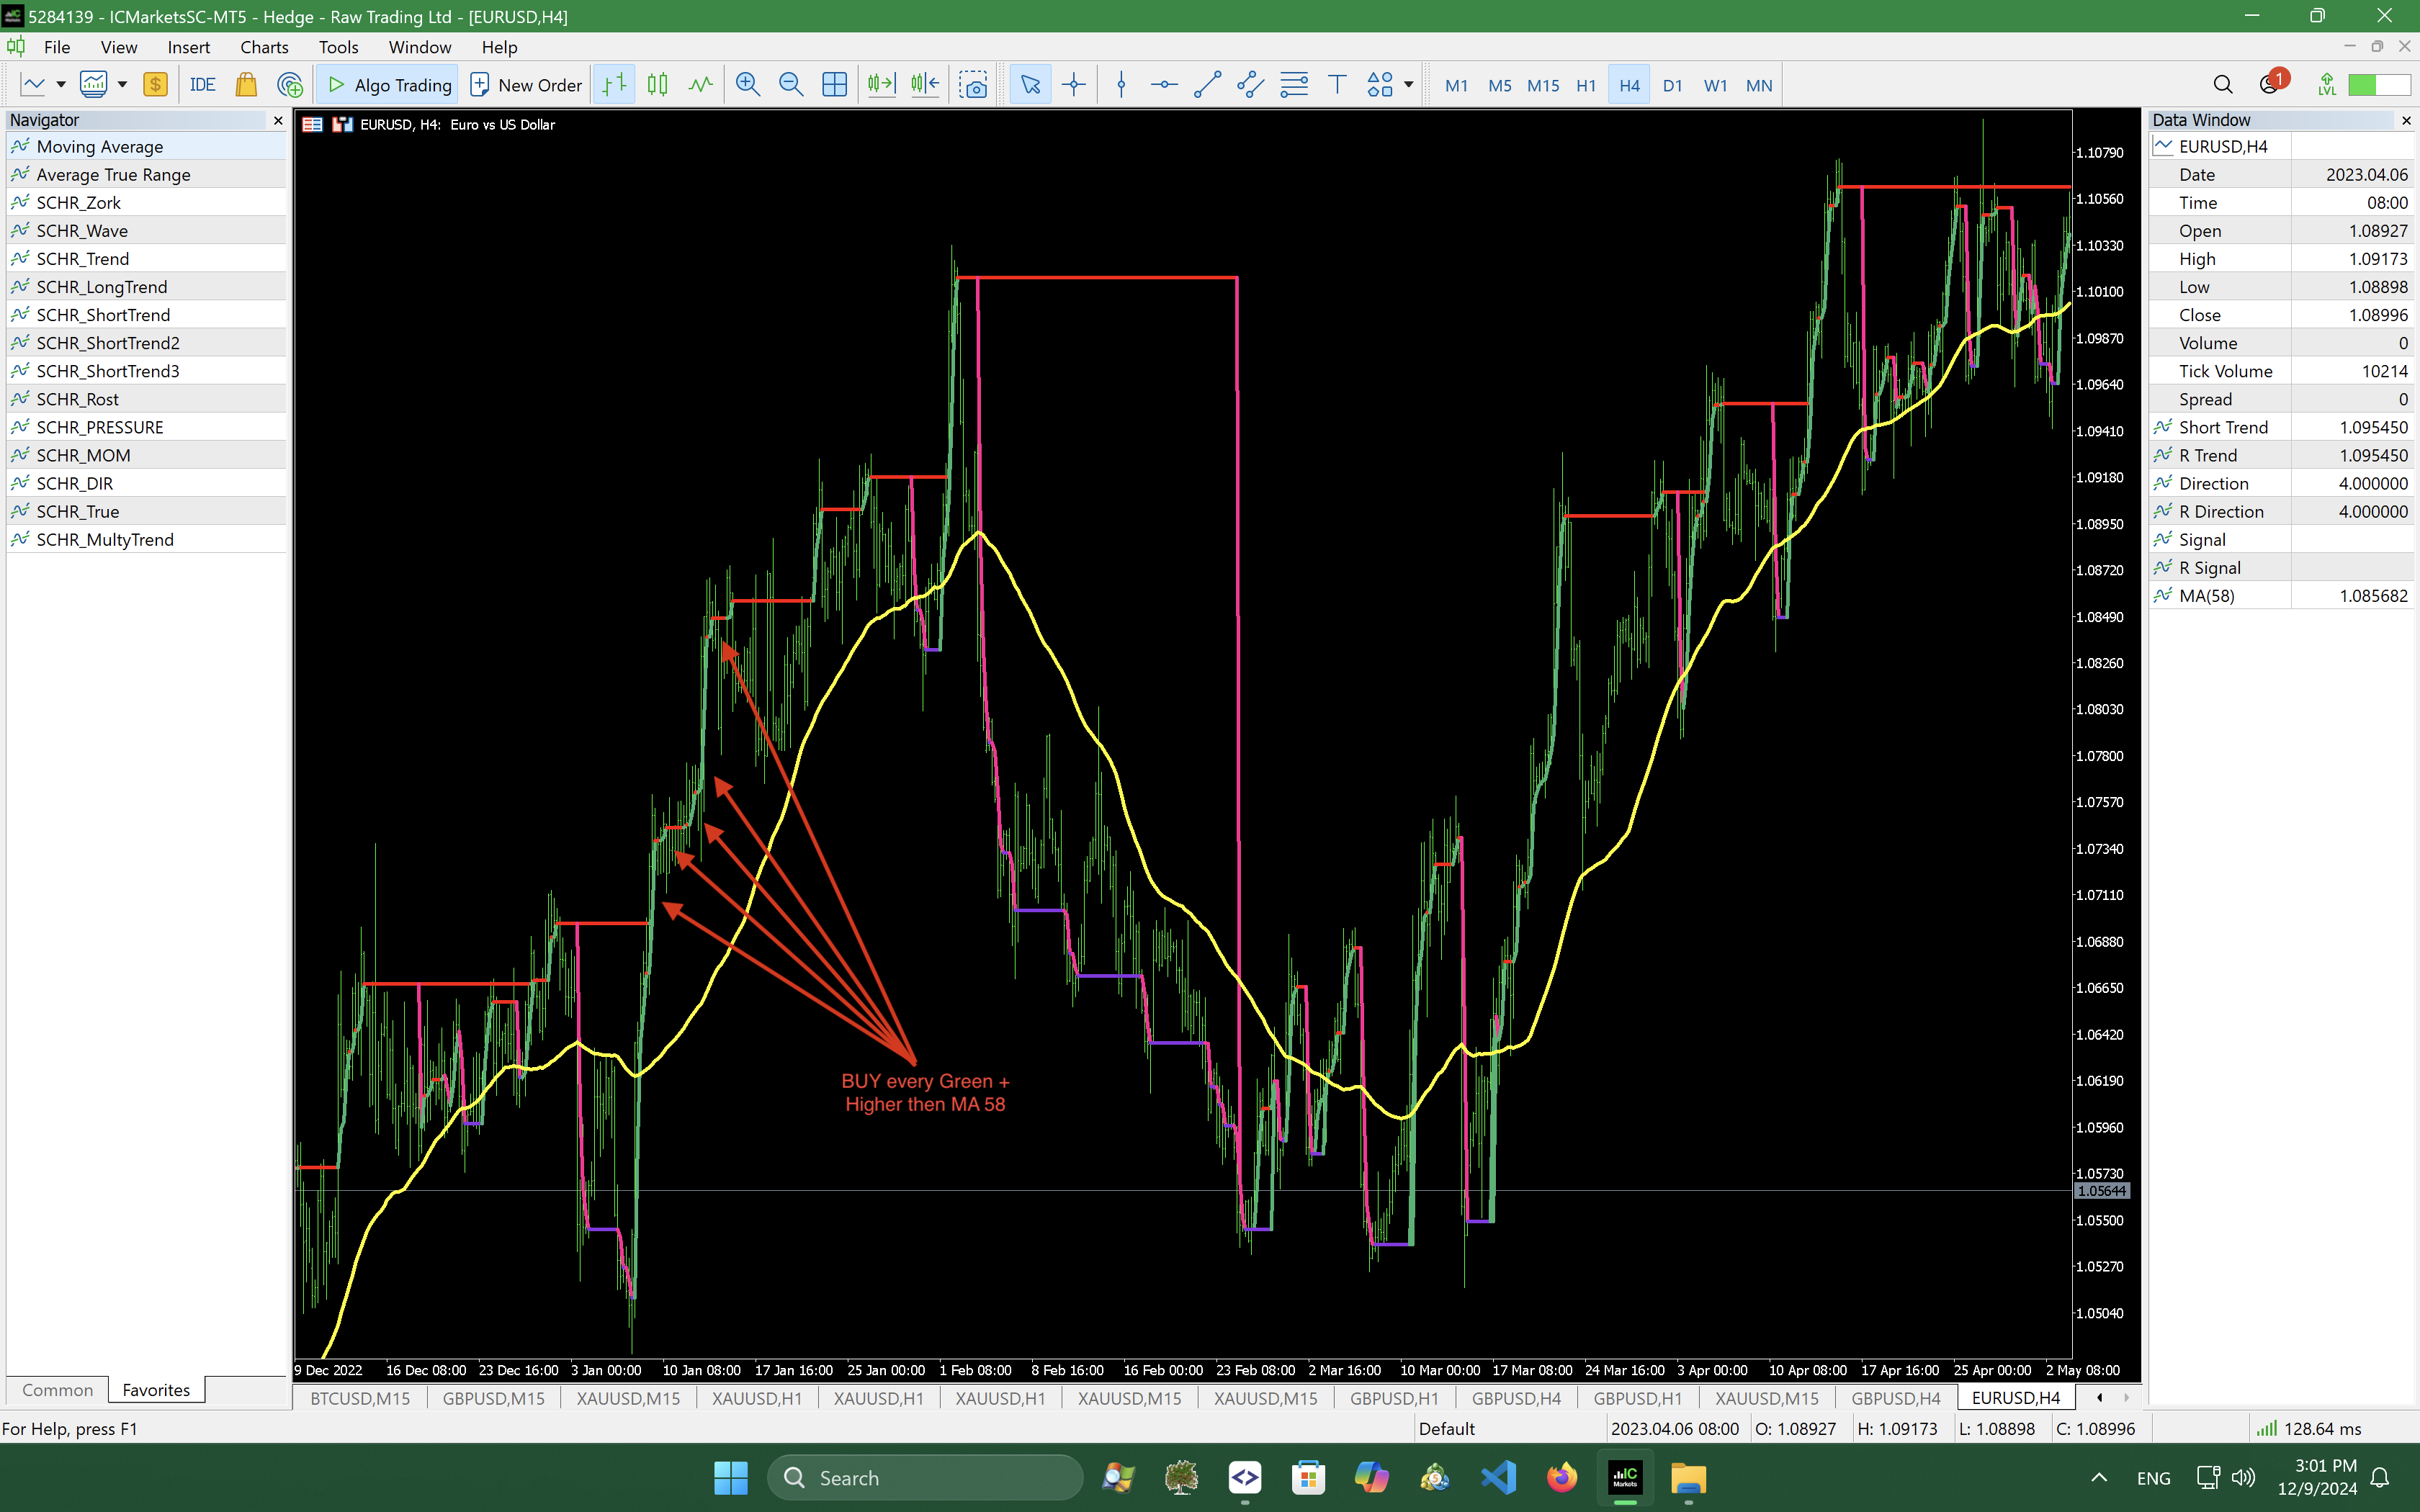 5284139 - ICMarketsSC-MT5 - Hedge - Raw Trading Ltd - [EURUSD,H4]
File View Insert Charts Tools Window Help
IDE Algo Trading New Order M1 M5 M15 H1 H4 D1 W1 MN 1 LVL
Navigator
Moving Average
Average True Range
SCHR_Zork
SCHR_Wave
SCHR_Trend
SCHR_LongTrend
SCHR_ShortTrend
SCHR_ShortTrend2
SCHR_ShortTrend3
SCHR_Rost
SCHR_PRESSURE
SCHR_MOM
SCHR_DIR
SCHR_True
SCHR_MultyTrend
Common Favorites
EURUSD, H4: Euro vs US Dollar
BUY every Green +
Higher then MA 58
1.10790
1.10560
1.10330
1.10100
1.09870
1.09640
1.09410
1.09180
1.08950
1.08720
1.08490
1.08260
1.08030
1.07800
1.07570
1.07340
1.07110
1.06880
1.06650
1.06420
1.06190
1.05960
1.05730
1.05644
1.05500
1.05270
1.05040
9 Dec 2022 16 Dec 08:00 23 Dec 16:00 3 Jan 00:00 10 Jan 08:00 17 Jan 16:00 25 Jan 00:00 1 Feb 08:00 8 Feb 16:00 16 Feb 00:00 23 Feb 08:00 2 Mar 16:00 10 Mar 00:00 17 Mar 08:00 24 Mar 16:00 3 Apr 00:00 10 Apr 08:00 17 Apr 16:00 25 Apr 00:00 2 May 08:00
BTCUSD,M15 GBPUSD,M15 XAUUSD,M15 XAUUSD,H1 XAUUSD,H1 XAUUSD,H1 XAUUSD,M15 XAUUSD,M15 GBPUSD,H1 GBPUSD,H4 GBPUSD,H1 XAUUSD,M15 GBPUSD,H4 EURUSD,H4
Data Window
EURUSD,H4
Date 2023.04.06
Time 08:00
Open 1.08927
High 1.09173
Low 1.08898
Close 1.08996
Volume 0
Tick Volume 10214
Spread 0
Short Trend 1.095450
R Trend 1.095450
Direction 4.000000
R Direction 4.000000
Signal
R Signal
MA(58) 1.085682
For Help, press F1 Default 2023.04.06 08:00 O: 1.08927 H: 1.09173 L: 1.08898 C: 1.08996 128.64 ms
Search IC Markets ENG 3:01 PM
12/9/2024